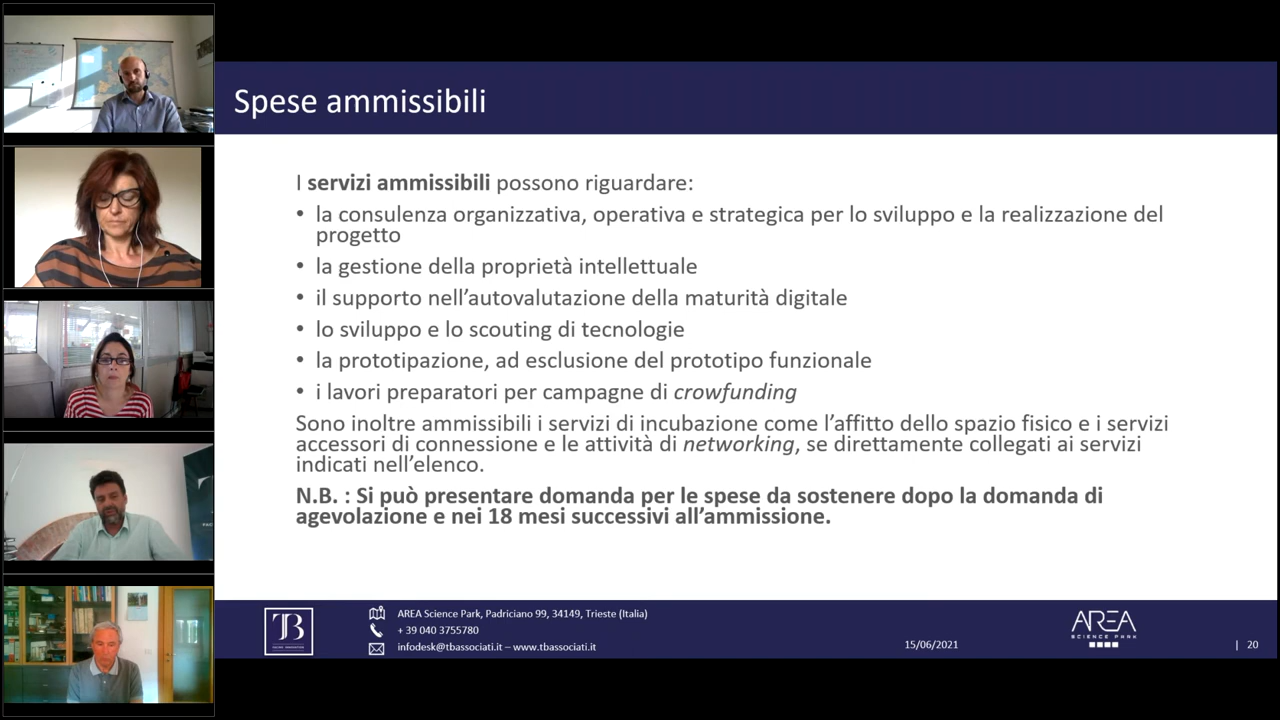 Spese ammissibili
I servizi ammissibili possono riguardare:
• la consulenza organizzativa, operativa e strategica per lo sviluppo e la realizzazione del
progetto
• la gestione della proprietà intellettuale
• il supporto nell'autovalutazione della maturità digitale
• lo sviluppo e lo scouting di tecnologie
• la prototipazione, ad esclusione del prototipo funzionale
• i lavori preparatori per campagne di crowfunding
Sono inoltre ammissibili i servizi di incubazione come l'affitto dello spazio fisico e i servizi
accessori di connessione e le attività di networking, se direttamente collegati ai servizi
indicati nell'elenco.
N.B. : Si può presentare domanda per le spese da sostenere dopo la domanda di
agevolazione e nei 18 mesi successivi all'ammissione.
TB
AREA Science Park, Padriciano 99, 34149, Trieste (Italia)
+ 39 040 3755780
infodesk@tbassociati.it – www.tbassociati.it
15/06/2021
AREA
SCIENCE PARK
| 20